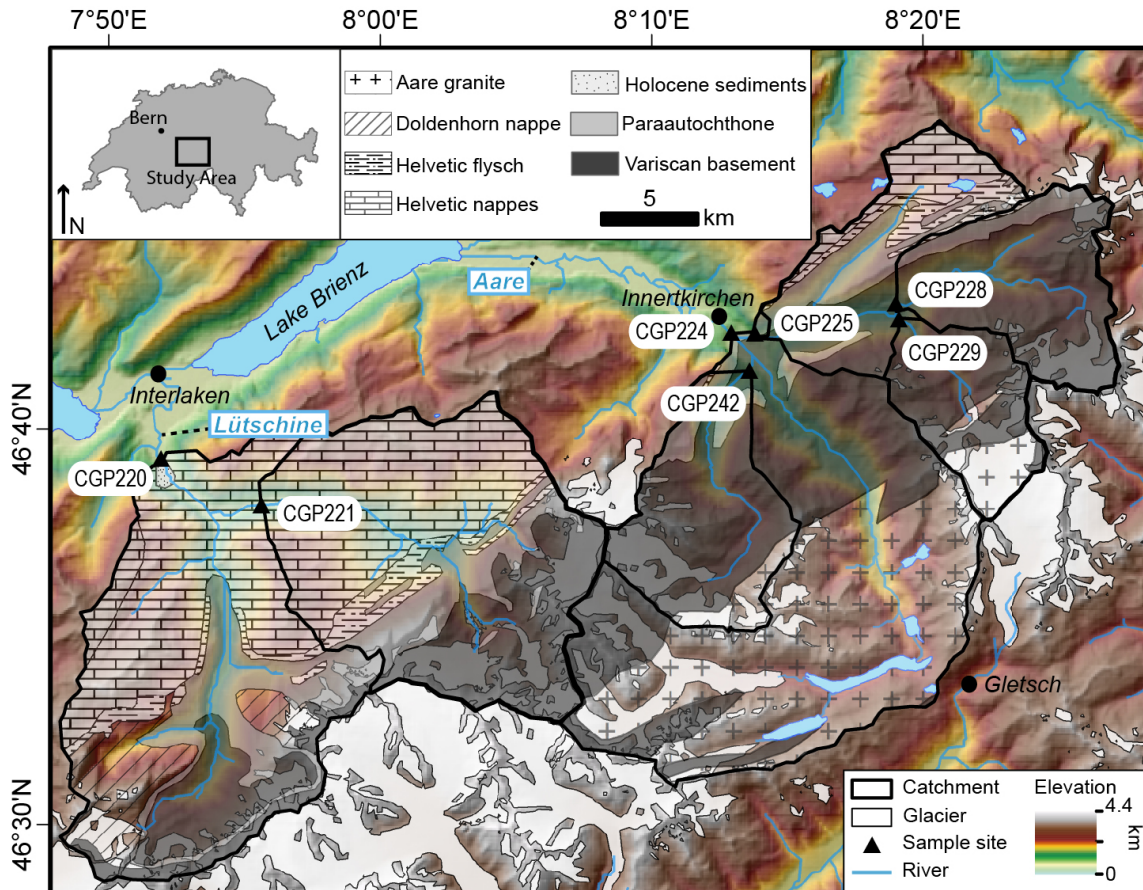 7°50'E
8°00'E
8°10'E
8°20'E
Bern
Study Area
N
Aare granite
Doldenhorn nappe
Helvetic flysch
Helvetic nappes
Holocene sediments
Paraautochthone
Variscan basement
5
km
Lake Brienz
Aare
Innertkirchen
CGP228
CGP224
CGP225
CGP229
Interlaken
CGP242
46°40'N
Lütschine
CGP220
CGP221
Gletsch
46°30'N
Catchment
Glacier
Sample site
River
Elevation
4.4
km
0